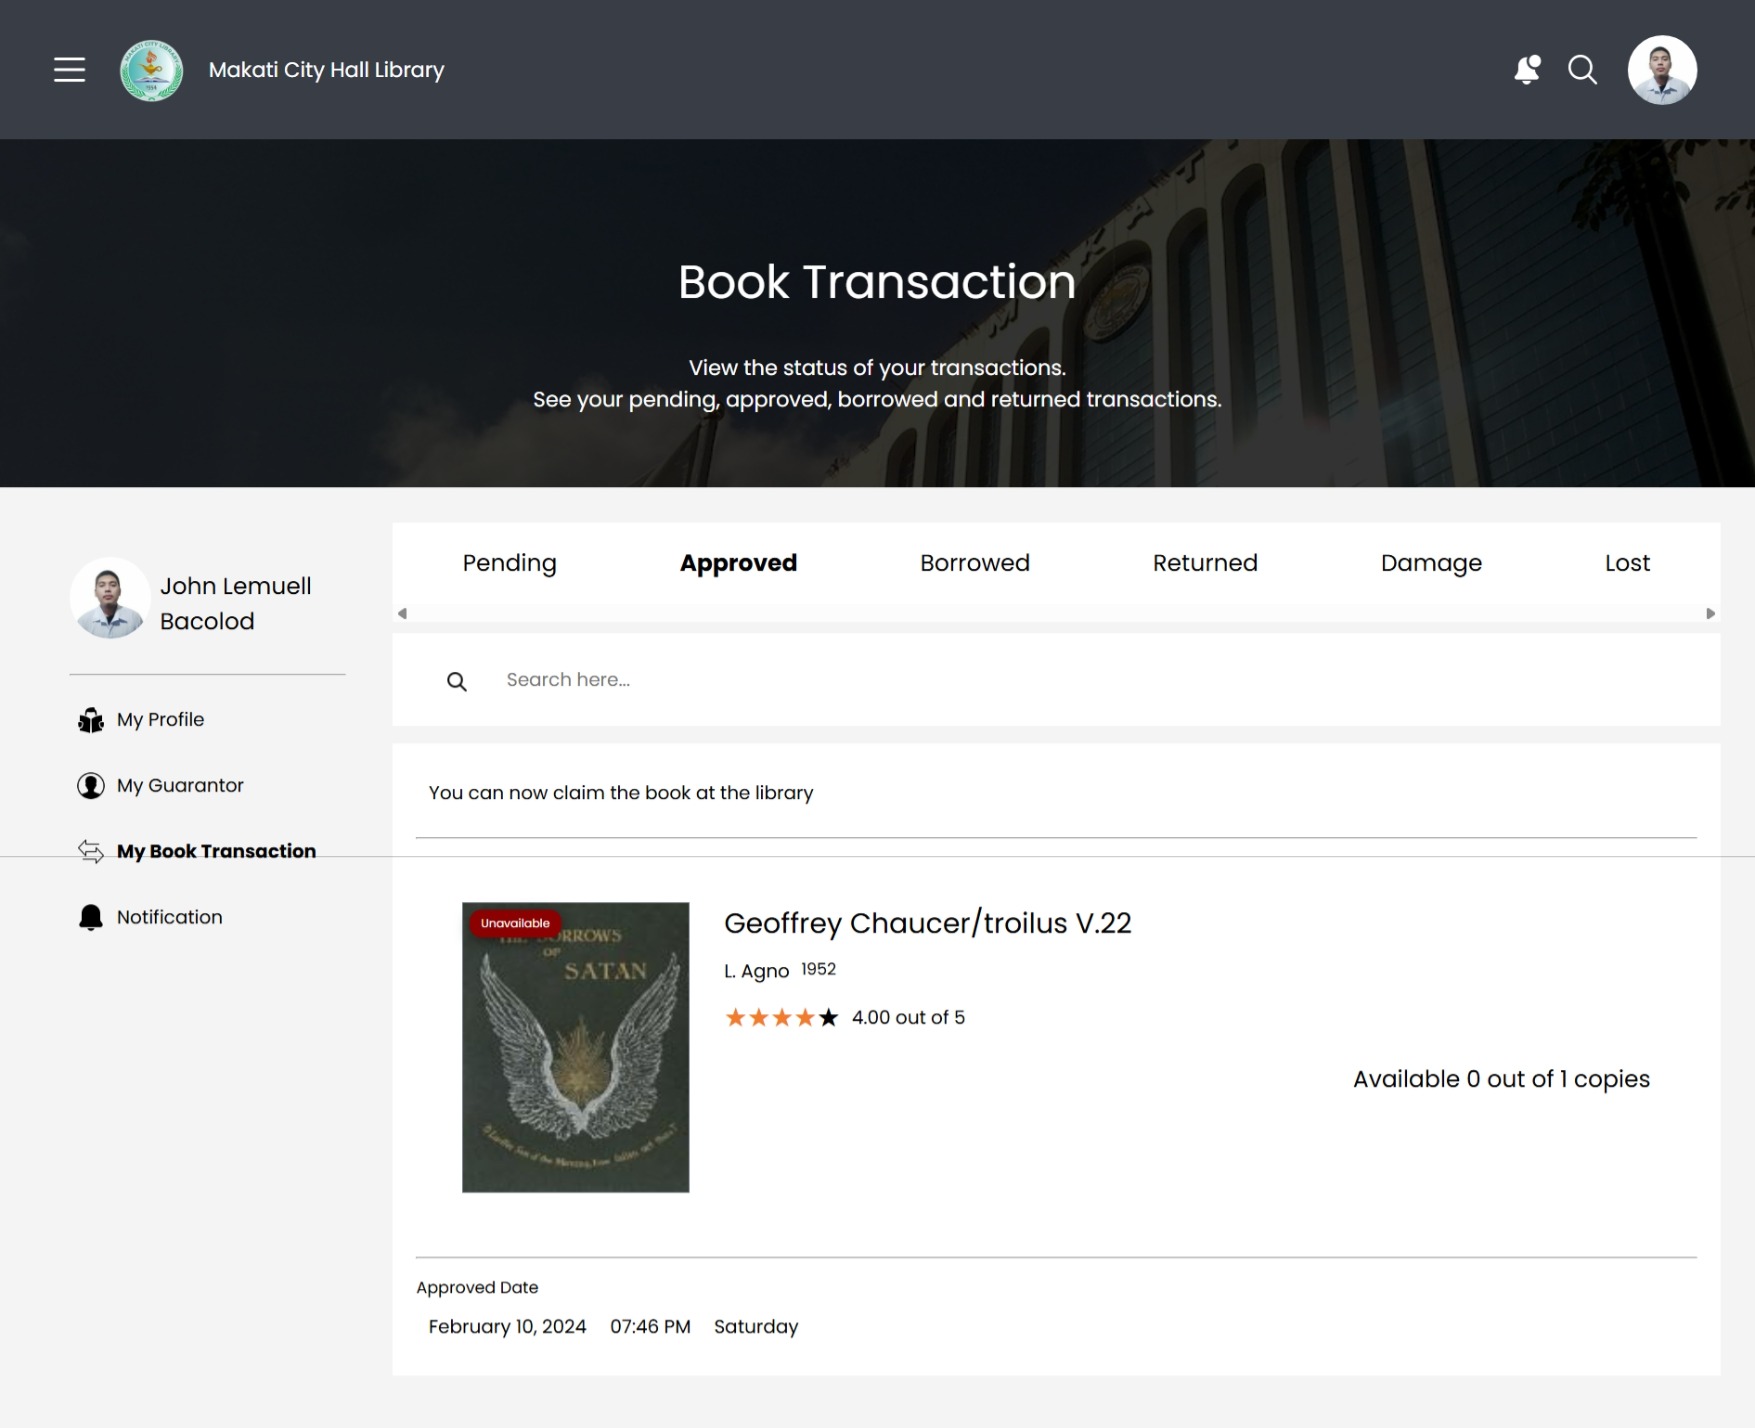 Makati City Hall Library
Book Transaction
View the status of your transactions.
See your pending, approved, borrowed and returned transactions.
John Lemuell
Bacolod
My Profile
My Guarantor
My Book Transaction
Notification
Pending Approved Borrowed Returned Damage Lost
Search here...
You can now claim the book at the library
Unavailable
OF
SATAN
Geoffrey Chaucer/troilus V.22
L. Agno 1952
4.00 out of 5
Available 0 out of 1 copies
Approved Date
February 10, 2024 07:46 PM Saturday